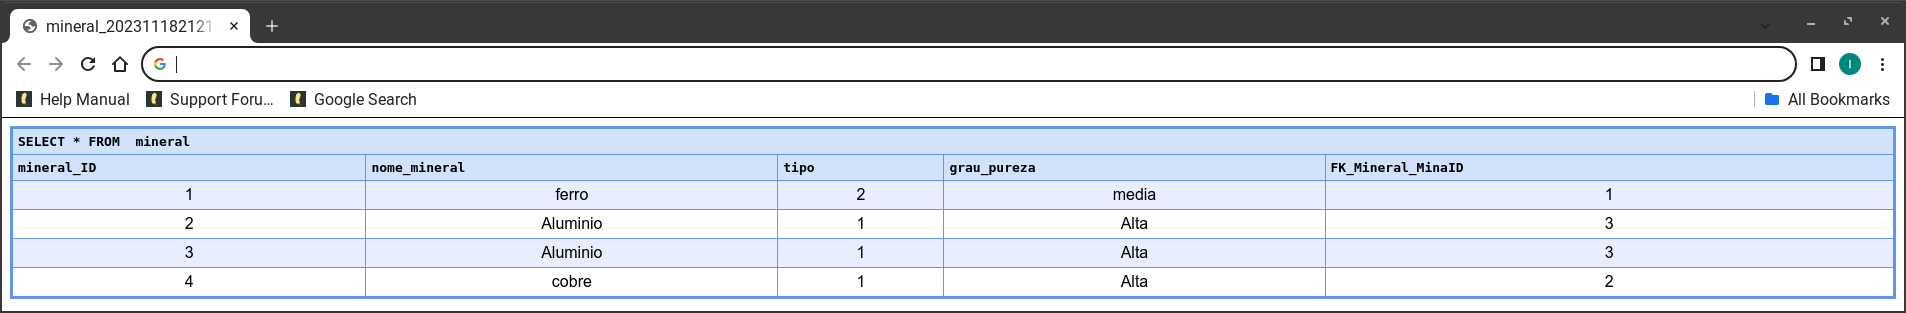 mineral_202311182121
Help Manual Support Foru... Google Search All Bookmarks
SELECT * FROM mineral
mineral_ID nome_mineral tipo grau_pureza FK_Mineral_MinaID
1 ferro 2 media 1
2 Aluminio 1 Alta 3
3 Aluminio 1 Alta 3
4 cobre 1 Alta 2